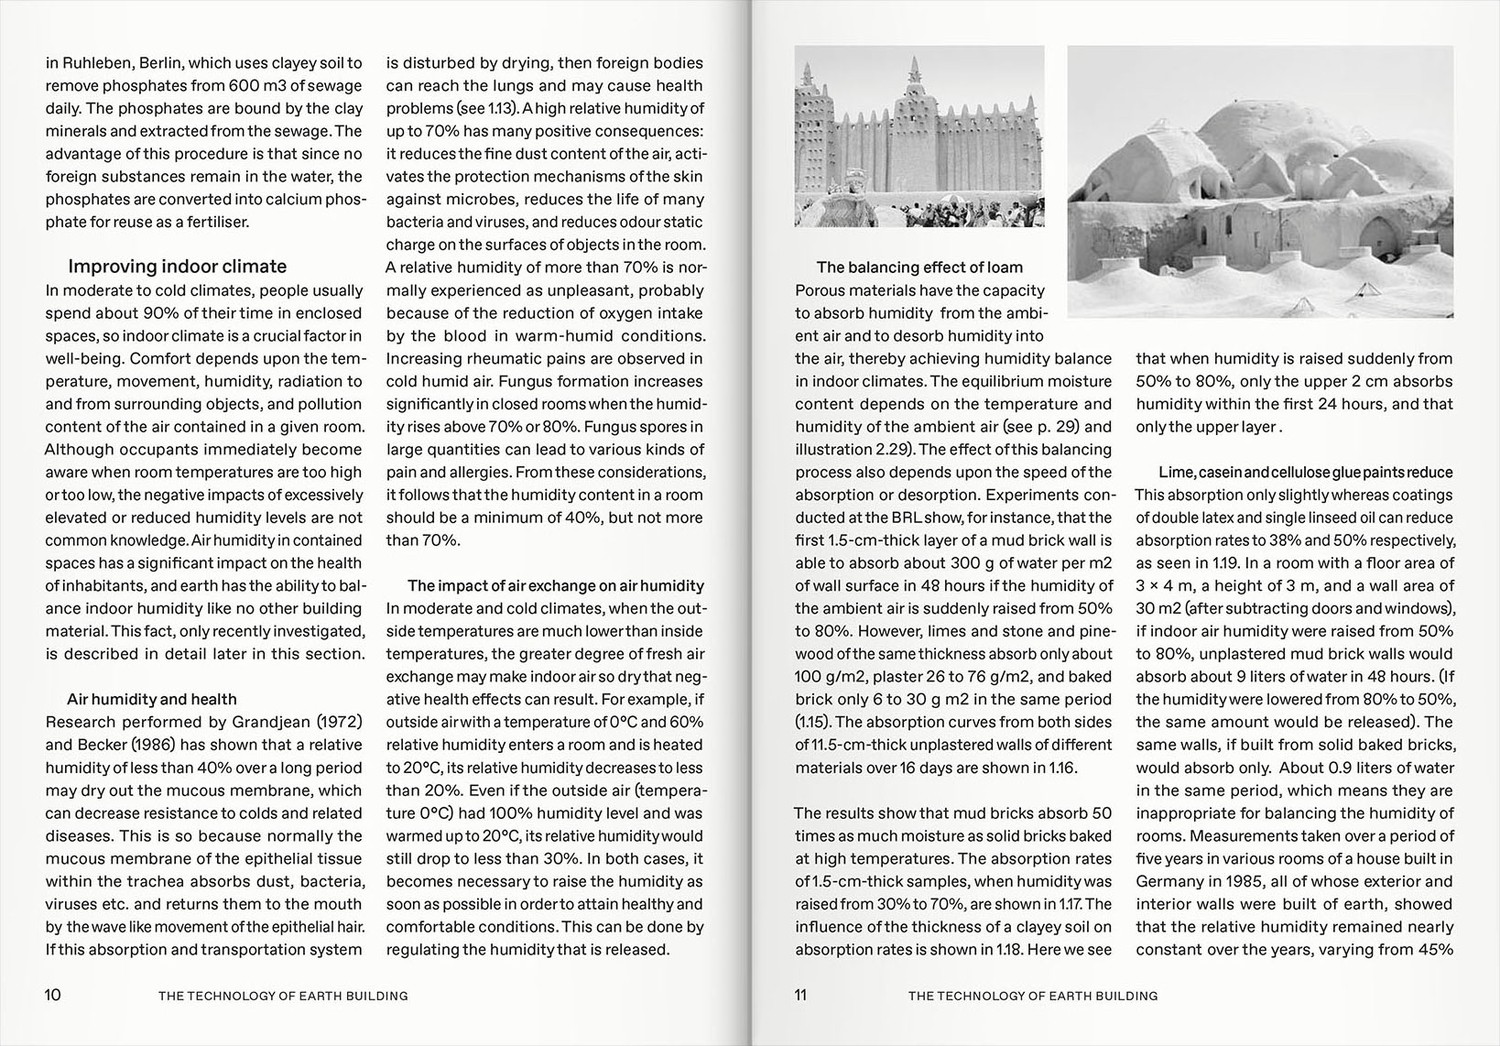 in Ruhleben, Berlin, which uses clayey soil to
remove phosphates from 600 m3 of sewage
daily. The phosphates are bound by the clay
minerals and extracted from the sewage. The
advantage of this procedure is that since no
foreign substances remain in the water, the
phosphates are converted into calcium phos-
phate for reuse as a fertiliser.
Improving indoor climate
In moderate to cold climates, people usually
spend about 90% of their time in enclosed
spaces, so indoor climate is a crucial factor in
well-being. Comfort depends upon the tem-
perature, movement, humidity, radiation to
and from surrounding objects, and pollution
content of the air contained in a given room.
Although occupants immediately become
aware when room temperatures are too high
or too low, the negative impacts of excessively
elevated or reduced humidity levels are not
common knowledge. Air humidity in contained
spaces has a significant impact on the health
of inhabitants, and earth has the ability to bal-
ance indoor humidity like no other building
material. This fact, only recently investigated,
is described in detail later in this section.
Air humidity and health
Research performed by Grandjean (1972)
and Becker (1986) has shown that a relative
humidity of less than 40% over a long period
may dry out the mucous membrane, which
can decrease resistance to colds and related
diseases. This is so because normally the
mucous membrane of the epithelial tissue
within the trachea absorbs dust, bacteria,
viruses etc. and returns them to the mouth
by the wave like movement of the epithelial hair.
If this absorption and transportation system
is disturbed by drying, then foreign bodies
can reach the lungs and may cause health
problems (see 1.13). A high relative humidity of
up to 70% has many positive consequences:
it reduces the fine dust content of the air, acti-
vates the protection mechanisms of the skin
against microbes, reduces the life of many
bacteria and viruses, and reduces odour static
charge on the surfaces of objects in the room.
A relative humidity of more than 70% is nor-
mally experienced as unpleasant, probably
because of the reduction of oxygen intake
by the blood in warm-humid conditions.
Increasing rheumatic pains are observed in
cold humid air. Fungus formation increases
significantly in closed rooms when the humid-
ity rises above 70% or 80%. Fungus spores in
large quantities can lead to various kinds of
pain and allergies. From these considerations,
it follows that the humidity content in a room
should be a minimum of 40%, but not more
than 70%.
The impact of air exchange on air humidity
In moderate and cold climates, when the out-
side temperatures are much lower than inside
temperatures, the greater degree of fresh air
exchange may make indoor air so dry that neg-
ative health effects can result. For example, if
outside air with a temperature of 0°C and 60%
relative humidity enters a room and is heated
to 20°C, its relative humidity decreases to less
than 20%. Even if the outside air (tempera-
ture 0°C) had 100% humidity level and was
warmed up to 20°C, its relative humidity would
still drop to less than 30%. In both cases, it
becomes necessary to raise the humidity as
soon as possible in order to attain healthy and
comfortable conditions. This can be done by
regulating the humidity that is released.
10
THE TECHNOLOGY OF EARTH BUILDING
The balancing effect of loam
Porous materials have the capacity
to absorb humidity from the ambi-
ent air and to desorb humidity into
the air, thereby achieving humidity balance
in indoor climates. The equilibrium moisture
content depends on the temperature and
humidity of the ambient air (see p. 29) and
illustration 2.29). The effect of this balancing
process also depends upon the speed of the
absorption or desorption. Experiments con-
ducted at the BRL show, for instance, that the
first 1.5-cm-thick layer of a mud brick wall is
able to absorb about 300 g of water per m2
of wall surface in 48 hours if the humidity of
the ambient air is suddenly raised from 50%
to 80%. However, limes and stone and pine-
wood of the same thickness absorb only about
100 g/m2, plaster 26 to 76 g/m2, and baked
brick only 6 to 30 g m2 in the same period
(1.15). The absorption curves from both sides
of 11.5-cm-thick unplastered walls of different
materials over 16 days are shown in 1.16.
The results show that mud bricks absorb 50
times as much moisture as solid bricks baked
at high temperatures. The absorption rates
of 1.5-cm-thick samples, when humidity was
raised from 30% to 70%, are shown in 1.17. The
influence of the thickness of a clayey soil on
absorption rates is shown in 1.18. Here we see
that when humidity is raised suddenly from
50% to 80%, only the upper 2 cm absorbs
humidity within the first 24 hours, and that
only the upper layer .
Lime, casein and cellulose glue paints reduce
This absorption only slightly whereas coatings
of double latex and single linseed oil can reduce
absorption rates to 38% and 50% respectively,
as seen in 1.19. In a room with a floor area of
3 × 4 m, a height of 3 m, and a wall area of
30 m2 (after subtracting doors and windows),
if indoor air humidity were raised from 50%
to 80%, unplastered mud brick walls would
absorb about 9 liters of water in 48 hours. (If
the humidity were lowered from 80% to 50%,
the same amount would be released). The
same walls, if built from solid baked bricks,
would absorb only. About 0.9 liters of water
in the same period, which means they are
inappropriate for balancing the humidity of
rooms. Measurements taken over a period of
five years in various rooms of a house built in
Germany in 1985, all of whose exterior and
interior walls were built of earth, showed
that the relative humidity remained nearly
constant over the years, varying from 45%
11
THE TECHNOLOGY OF EARTH BUILDING